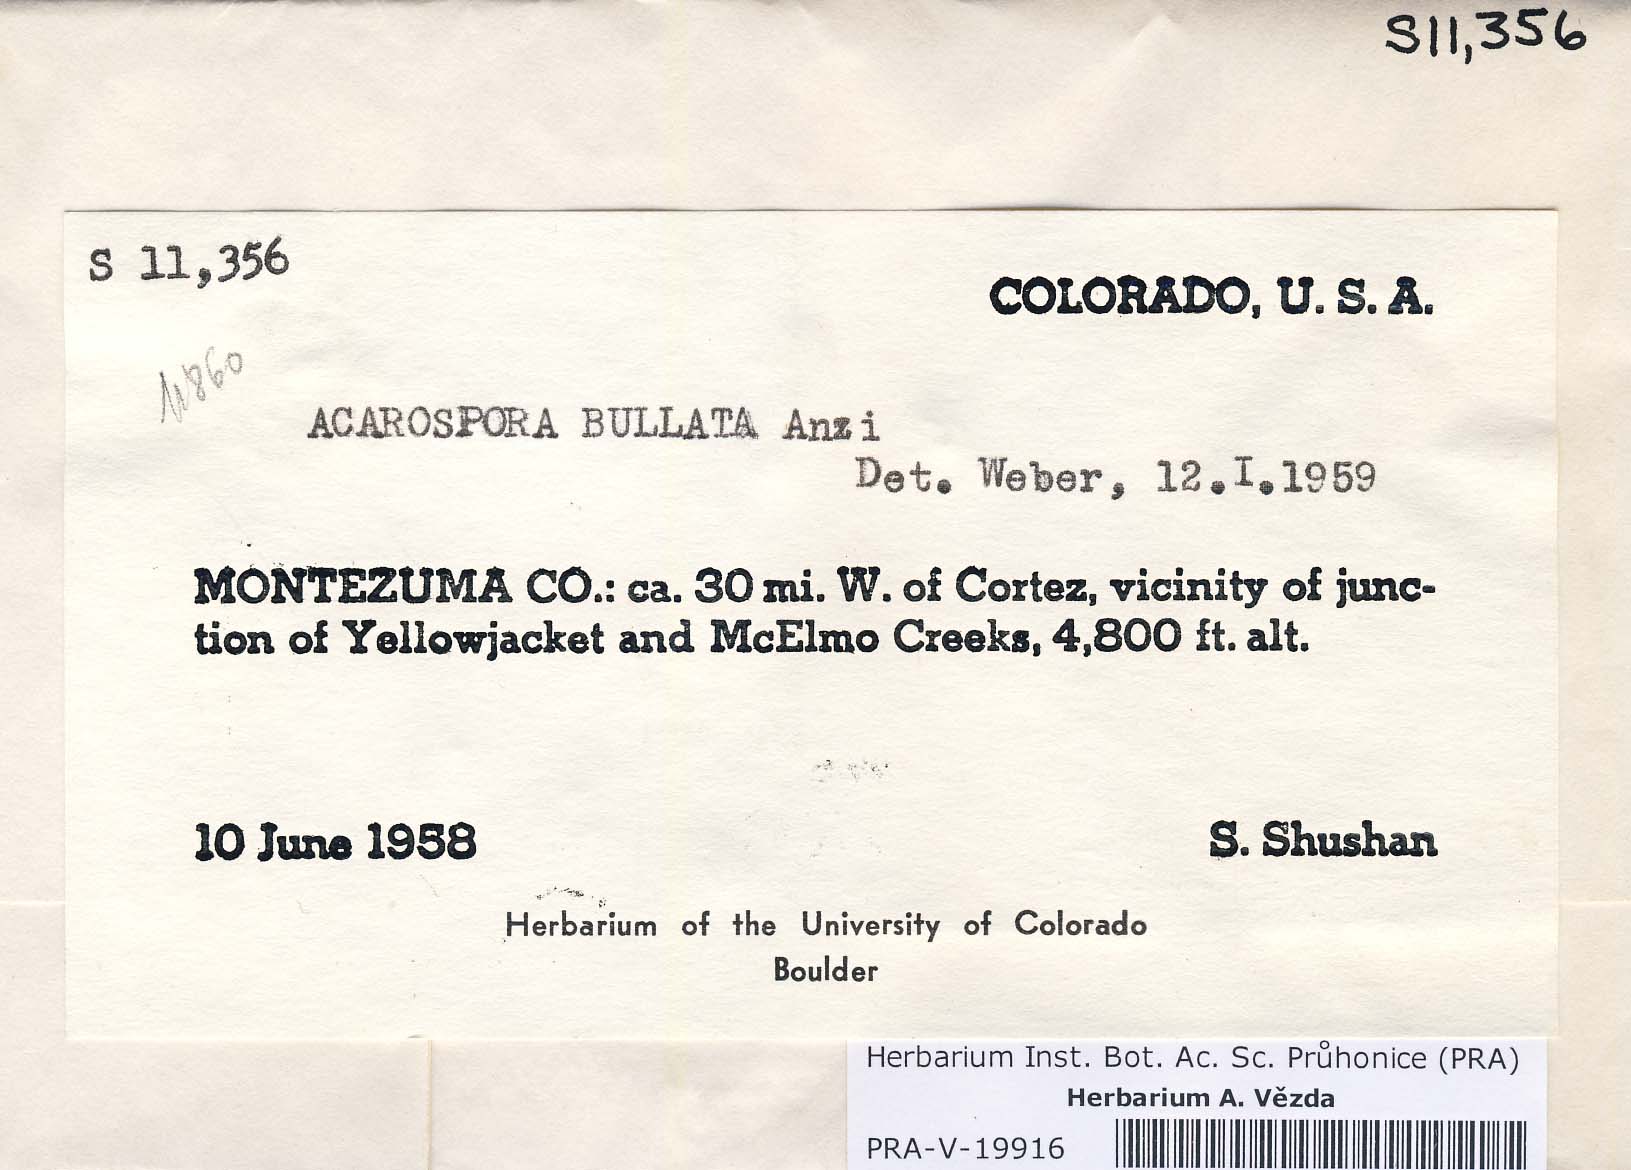 S11,356
S 11,356
COLORADO, U. S. A.
ACAROSPORA BULLATA Anzi
Det. Weber, 12.I.1959
MONTEZUMA CO.: ca. 30 mi. W. of Cortez, vicinity of junc-
tion of Yellowjacket and McElmo Creeks, 4,800 ft. alt.
10 June 1958
S. Shushan
Herbarium of the University of Colorado
Boulder
Herbarium Inst. Bot. Ac. Sc. Průhonice (PRA)
Herbarium A. Vězda
PRA-V-19916